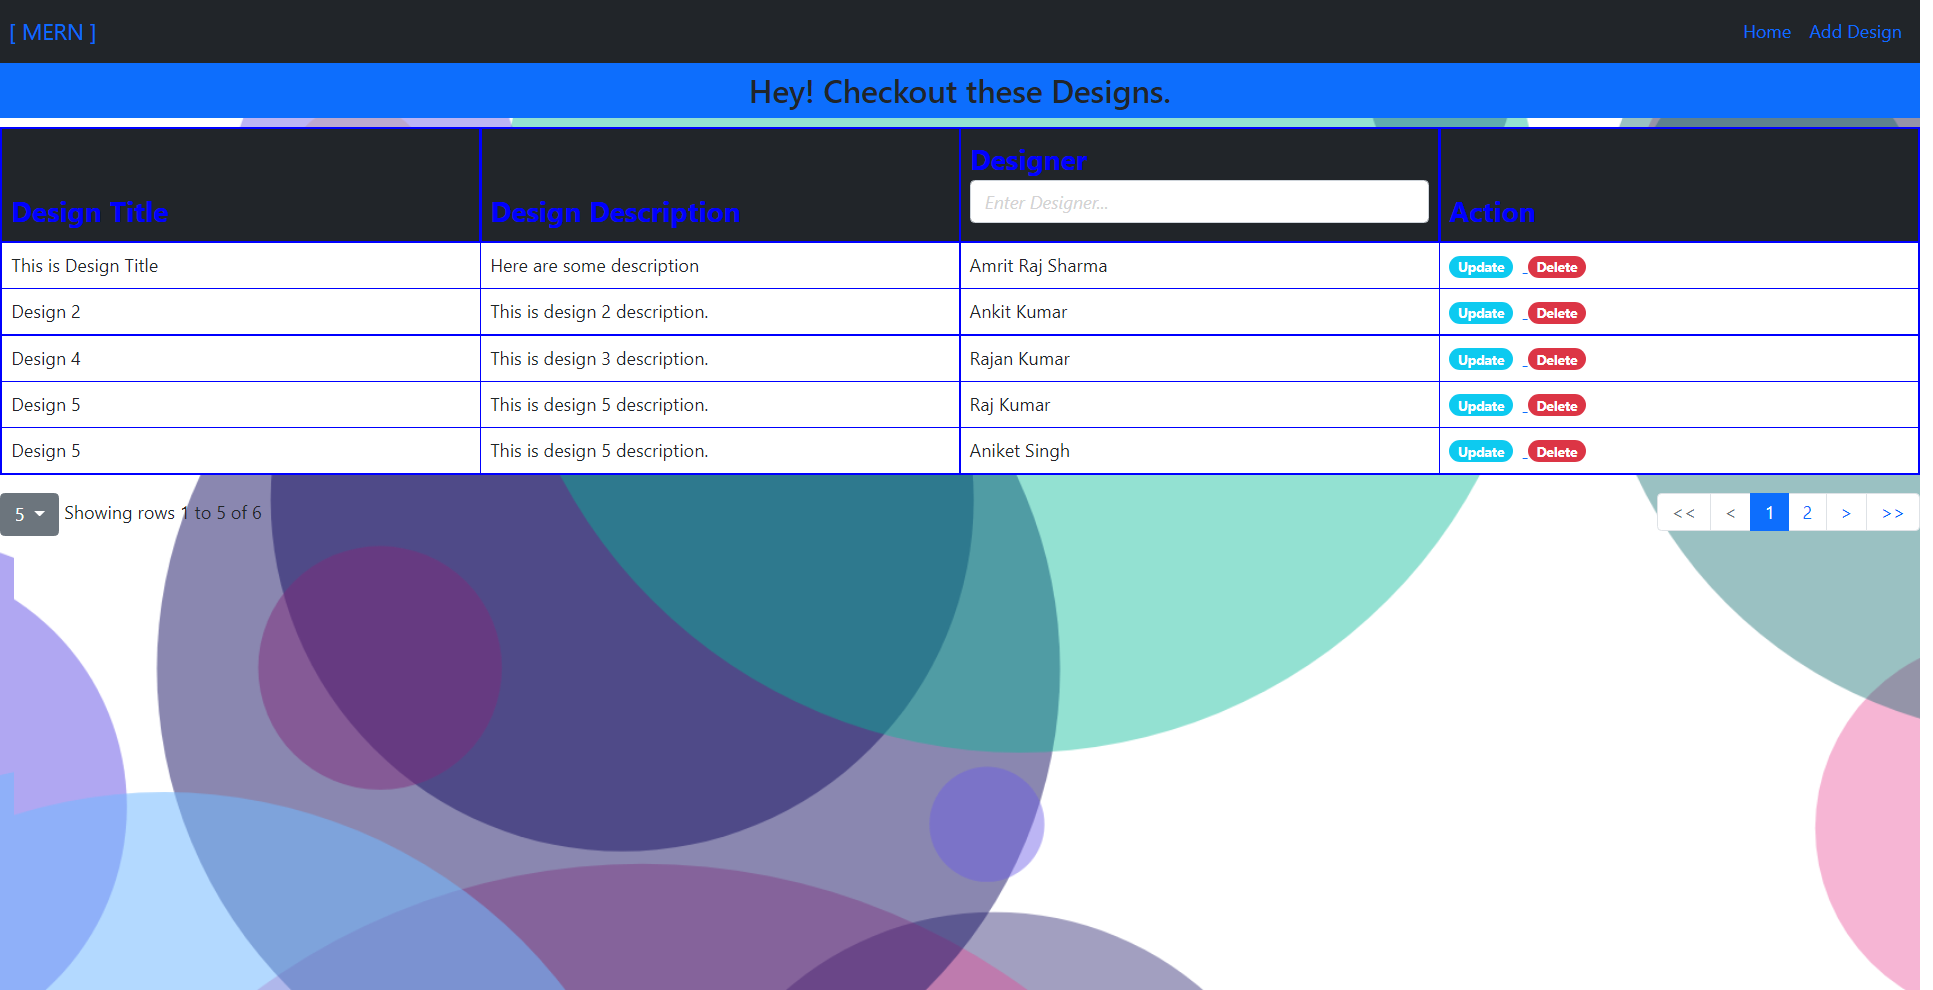 [ MERN ] Home Add Design
Hey! Checkout these Designs.
Design Title Design Description Designer Action
Enter Designer...
This is Design Title Here are some description Amrit Raj Sharma Update Delete
Design 2 This is design 2 description. Ankit Kumar Update Delete
Design 4 This is design 3 description. Rajan Kumar Update Delete
Design 5 This is design 5 description. Raj Kumar Update Delete
Design 5 This is design 5 description. Aniket Singh Update Delete
5 Showing rows 1 to 5 of 6 << < 1 2 > >>